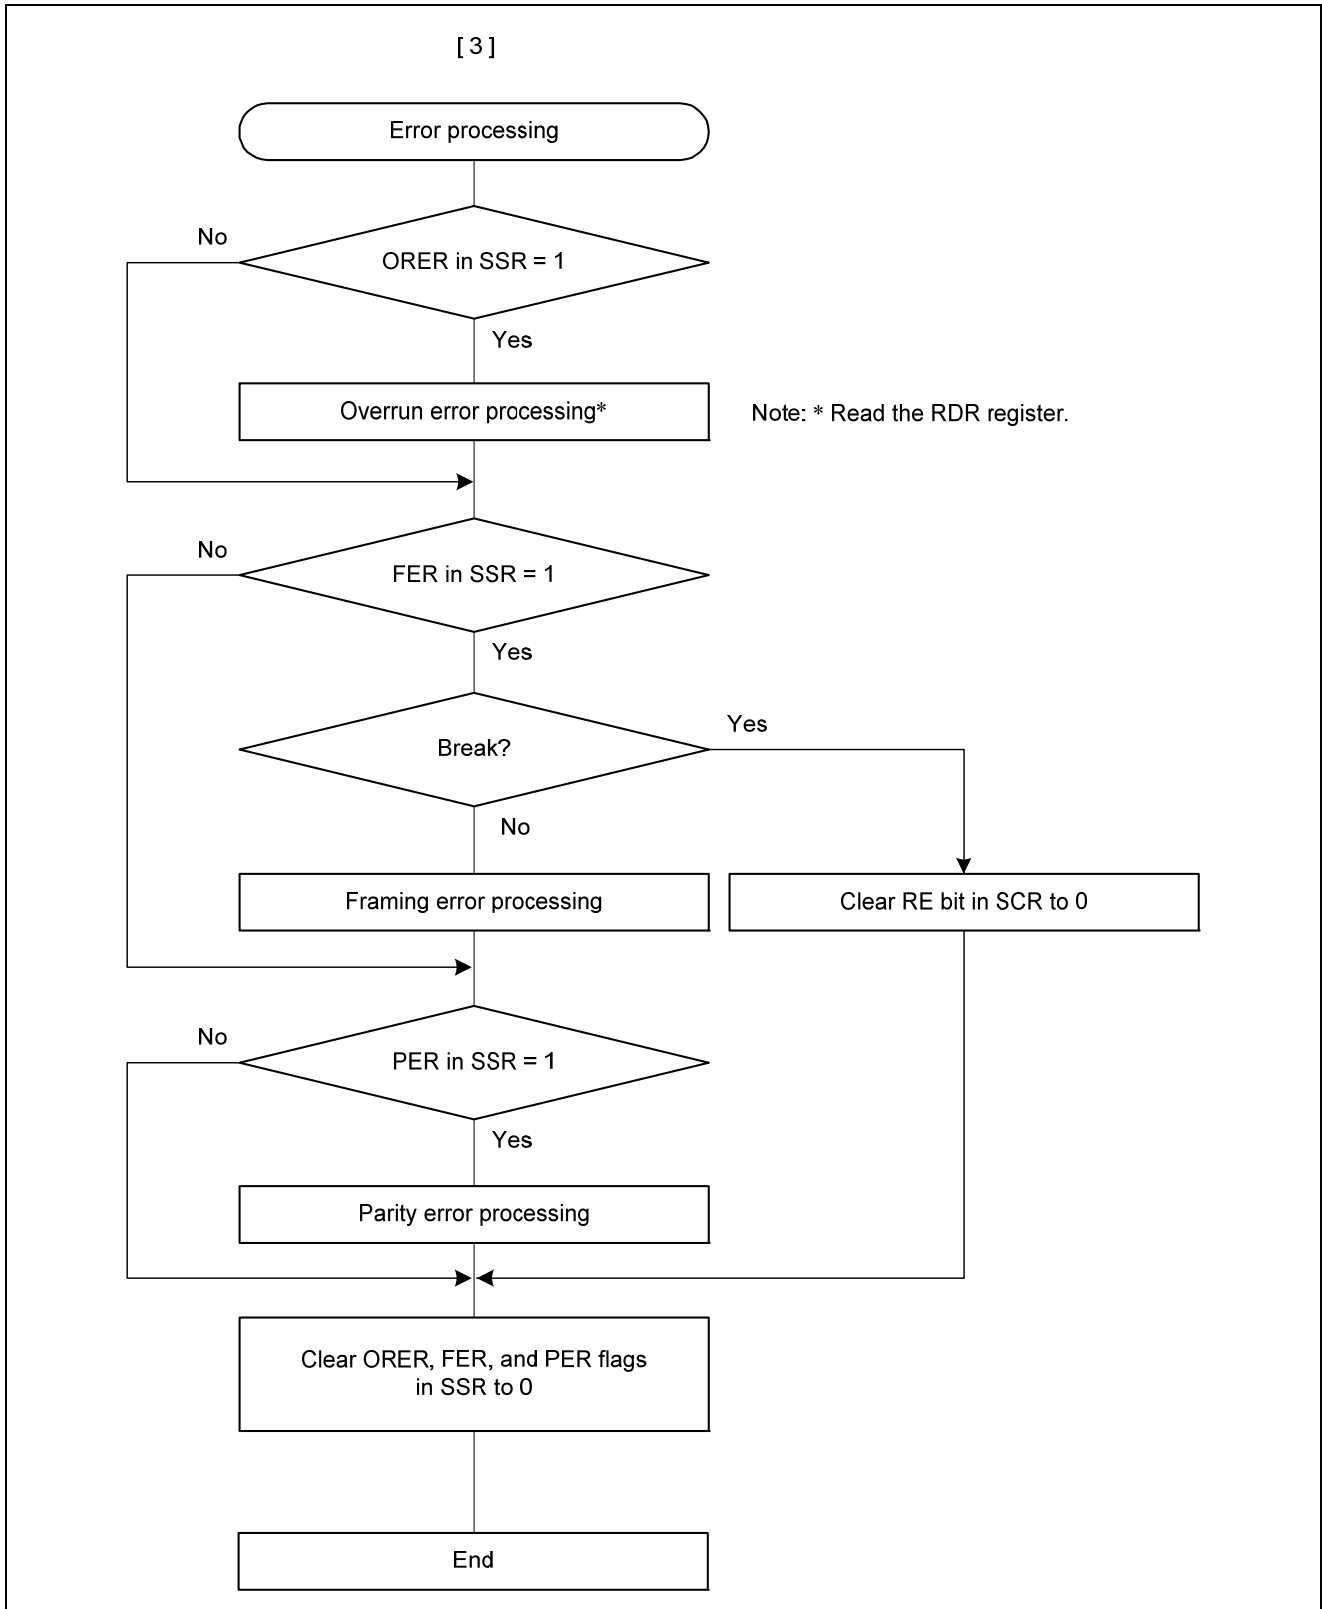 [ 3 ]
Error processing
No
ORER in SSR = 1
Yes
Overrun error processing*
Note: * Read the RDR register.
No
FER in SSR = 1
Yes
Break?
Yes
No
Framing error processing
Clear RE bit in SCR to 0
No
PER in SSR = 1
Yes
Parity error processing
Clear ORER, FER, and PER flags
in SSR to 0
End